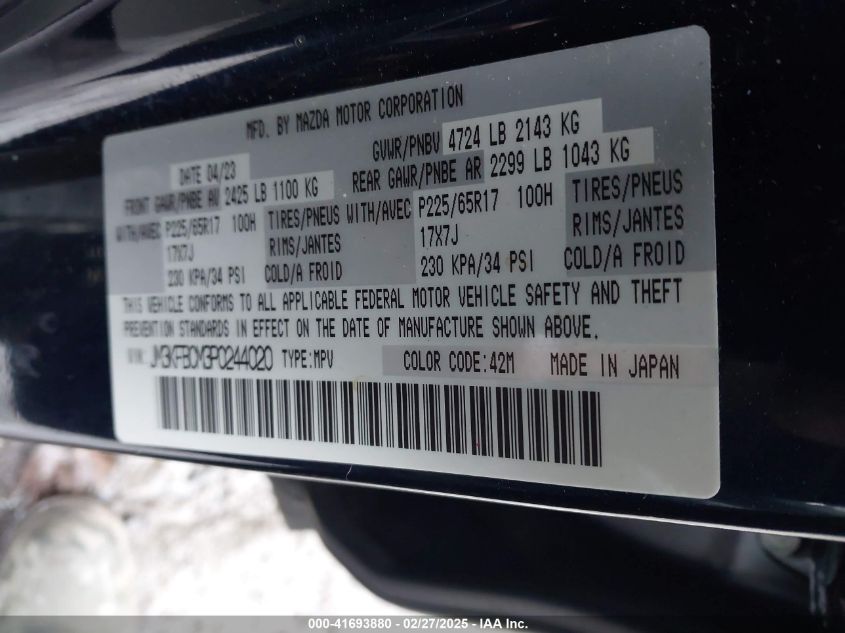 MFD. BY MAZDA MOTOR CORPORATION
DATE 04/23 GVWR/PNBV 4724 LB 2143 KG
FRONT GAWR/PNBE AV 2425 LB 1100 KG REAR GAWR/PNBE AR 2299 LB 1043 KG
WITH/AVEC P225/65R17 100H TIRES/PNEUS WITH/AVEC P225/65R17 100H TIRES/PNEUS
17X7J RIMS/JANTES 17X7J RIMS/JANTES
230 KPA/34 PSI COLD/A FROID 230 KPA/34 PSI COLD/A FROID
THIS VEHICLE CONFORMS TO ALL APPLICABLE FEDERAL MOTOR VEHICLE SAFETY AND THEFT
PREVENTION STANDARDS IN EFFECT ON THE DATE OF MANUFACTURE SHOWN ABOVE.
VIN: JM3KFBCM3P0244020 TYPE:MPV COLOR CODE:42M MADE IN JAPAN
000-41693880 - 02/27/2025 - IAAI.COM